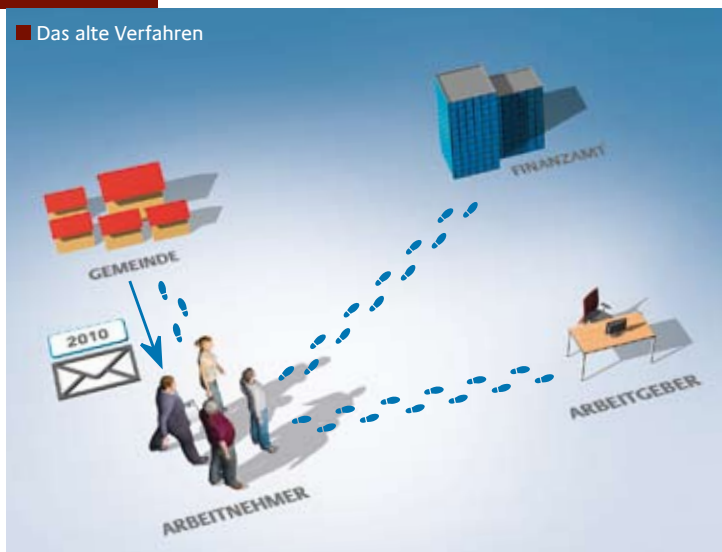 Das alte Verfahren
FINANZAMT
GEMEINDE
2010
ARBEITGEBER
ARBEITNEHMER